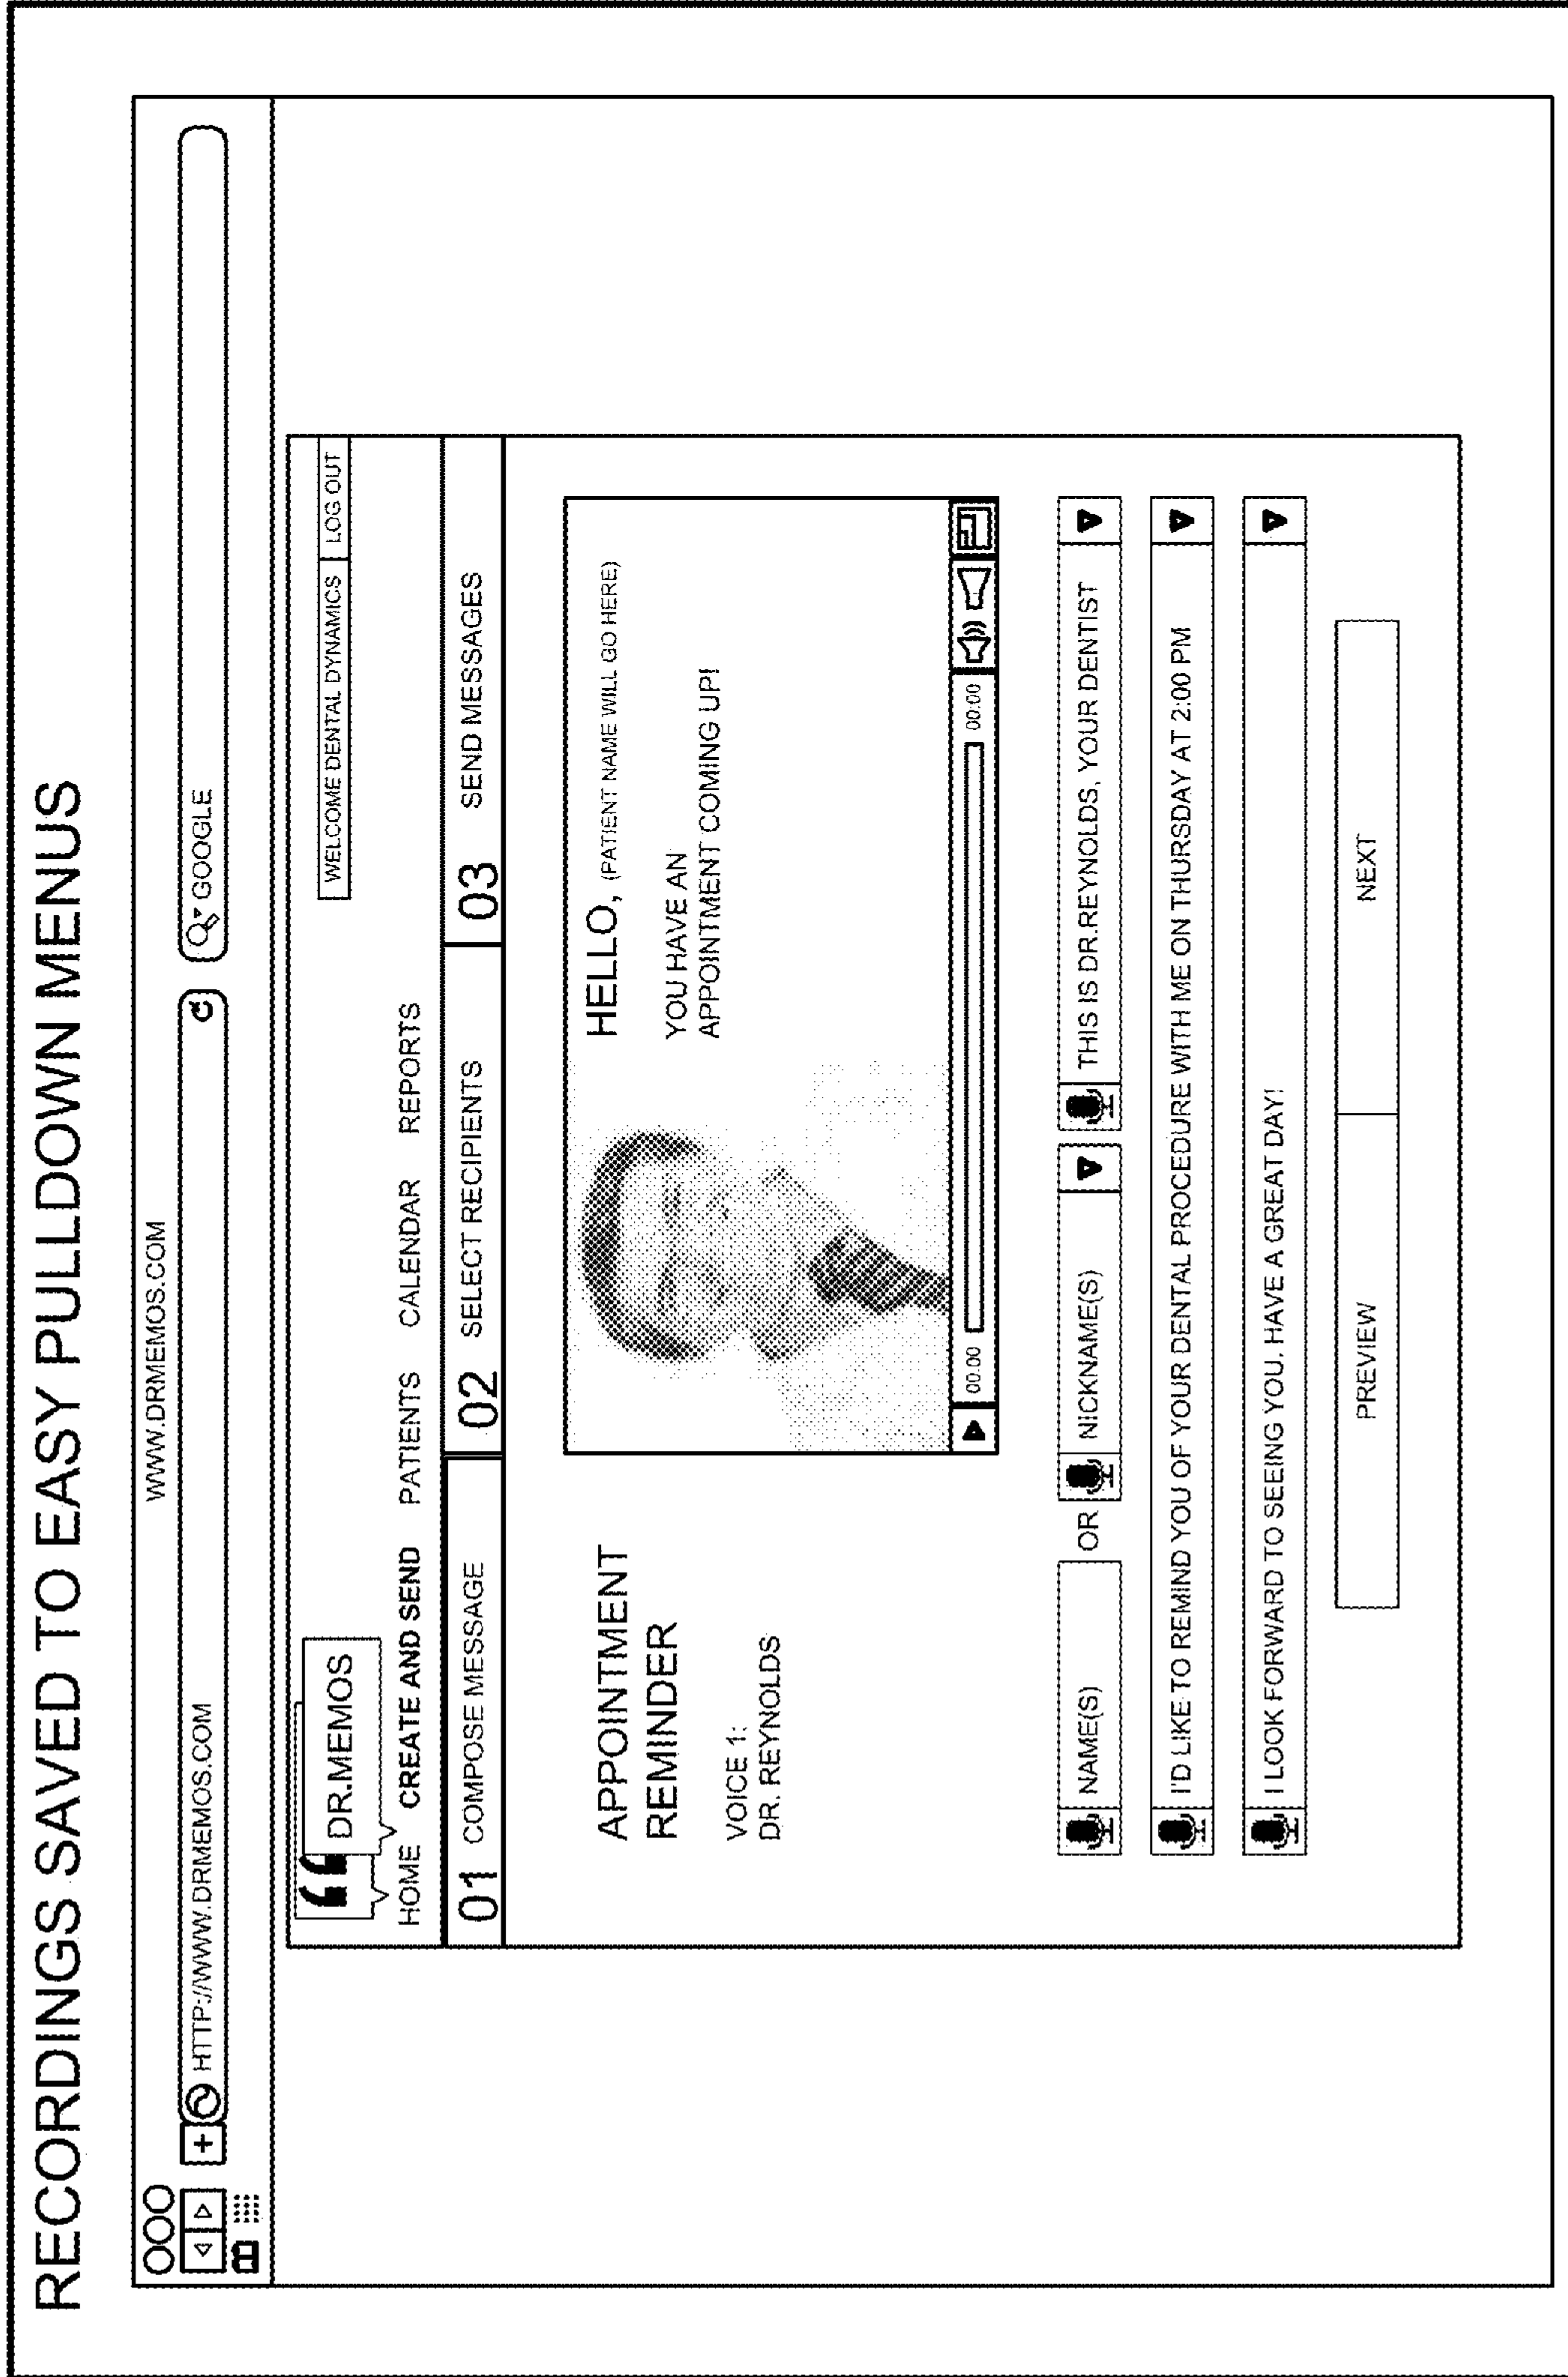 RECORDINGS SAVED TO EASY PULLDOWN MENUS
WWW.DRMEMOS.COM
+ HTTP://WWW.DRMEMOS.COM
GOOGLE
DR.MEMOS
WELCOME DENTAL DYNAMICS LOG OUT
HOME CREATE AND SEND PATIENTS CALENDAR REPORTS
01 COMPOSE MESSAGE 02 SELECT RECIPIENTS 03 SEND MESSAGES
APPOINTMENT
REMINDER
VOICE 1:
DR. REYNOLDS
HELLO, (PATIENT NAME WILL GO HERE)
YOU HAVE AN
APPOINTMENT COMING UP!
00:00 00:00
NAME(S) OR NICKNAME(S) THIS IS DR.REYNOLDS, YOUR DENTIST
I'D LIKE TO REMIND YOU OF YOUR DENTAL PROCEDURE WITH ME ON THURSDAY AT 2:00 PM
I LOOK FORWARD TO SEEING YOU. HAVE A GREAT DAY!
PREVIEW NEXT